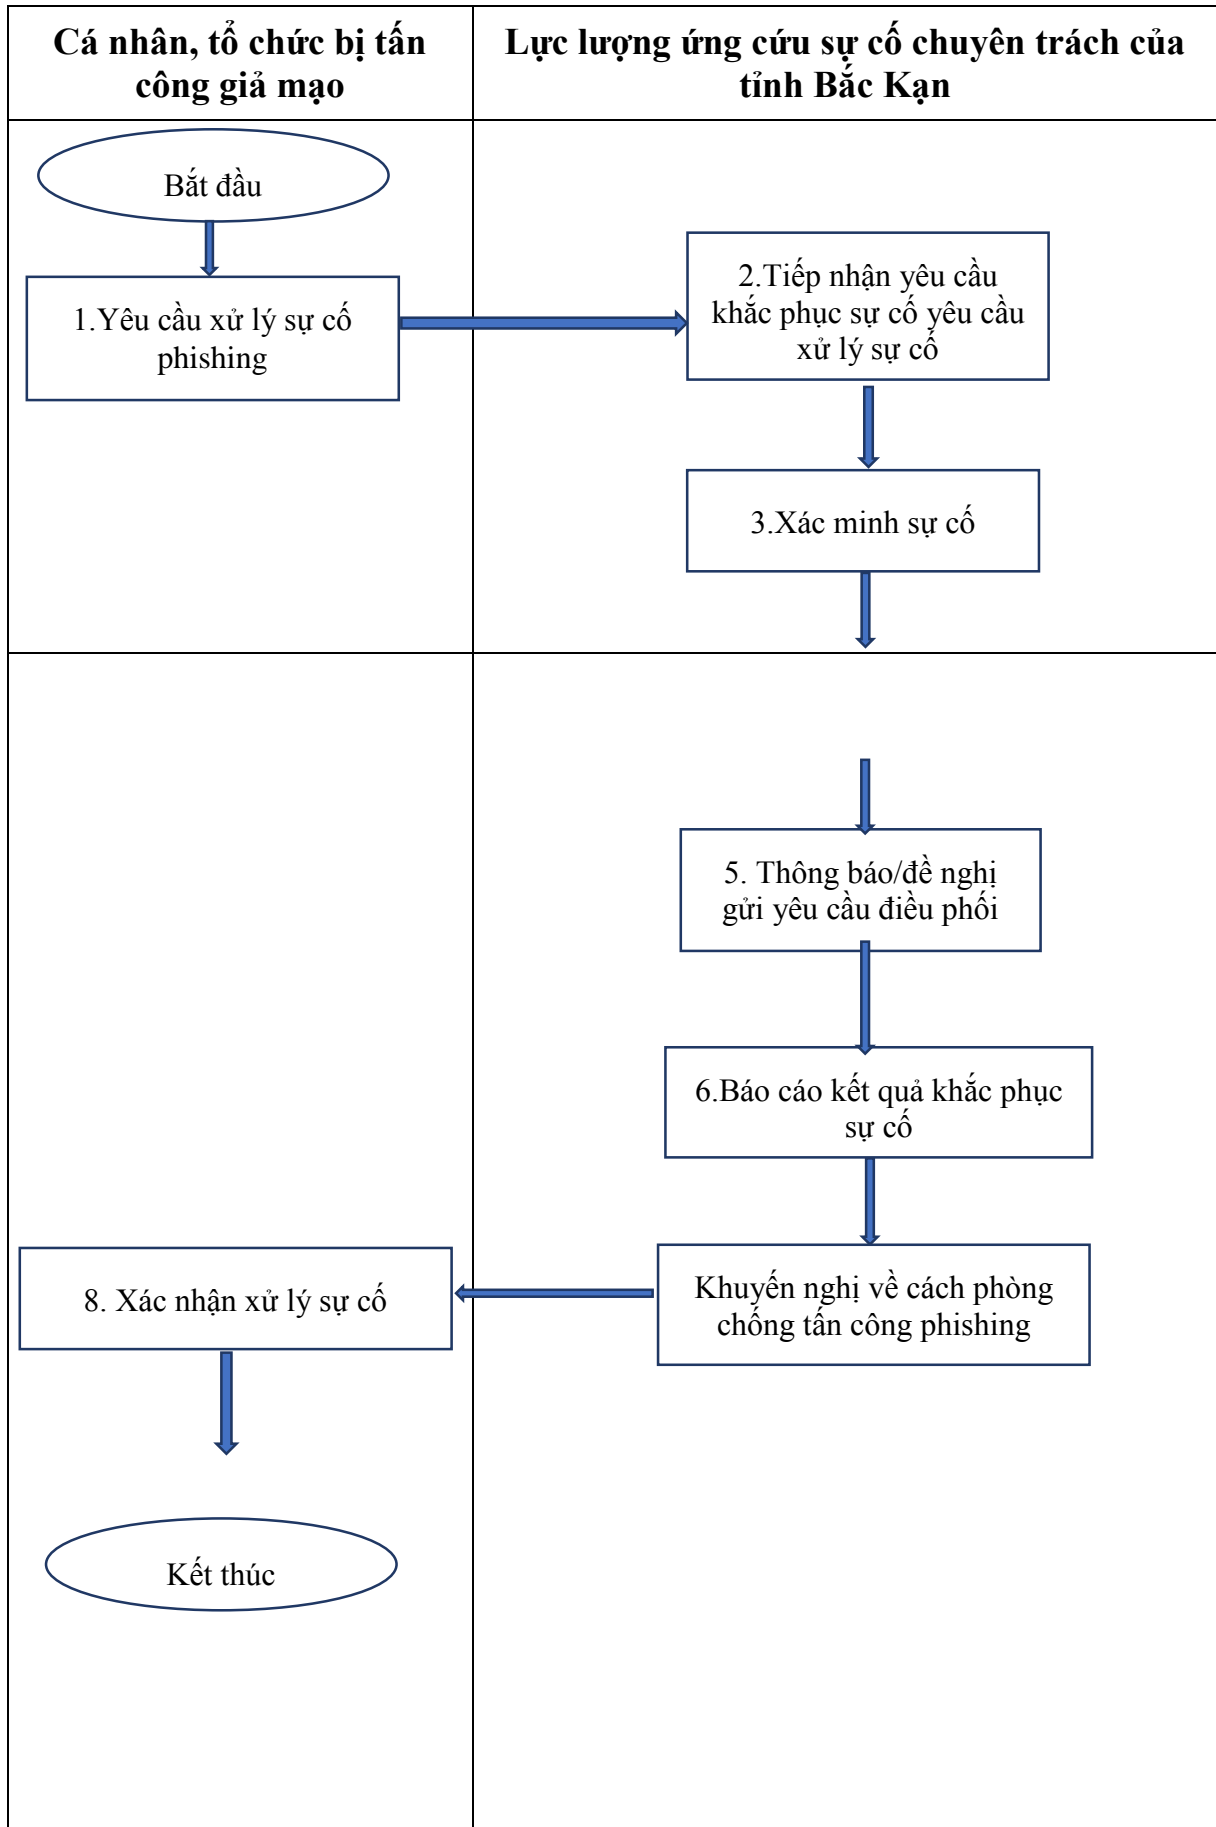 Cá nhân, tổ chức bị tấn
công giả mạo
Lực lượng ứng cứu sự cố chuyên trách của
tỉnh Bắc Kạn
Bắt đầu
1.Yêu cầu xử lý sự cố
phishing
2.Tiếp nhận yêu cầu
khắc phục sự cố yêu cầu
xử lý sự cố
3.Xác minh sự cố
5. Thông báo/đề nghị
gửi yêu cầu điều phối
6.Báo cáo kết quả khắc phục
sự cố
Khuyến nghị về cách phòng
chống tấn công phishing
8. Xác nhận xử lý sự cố
Kết thúc